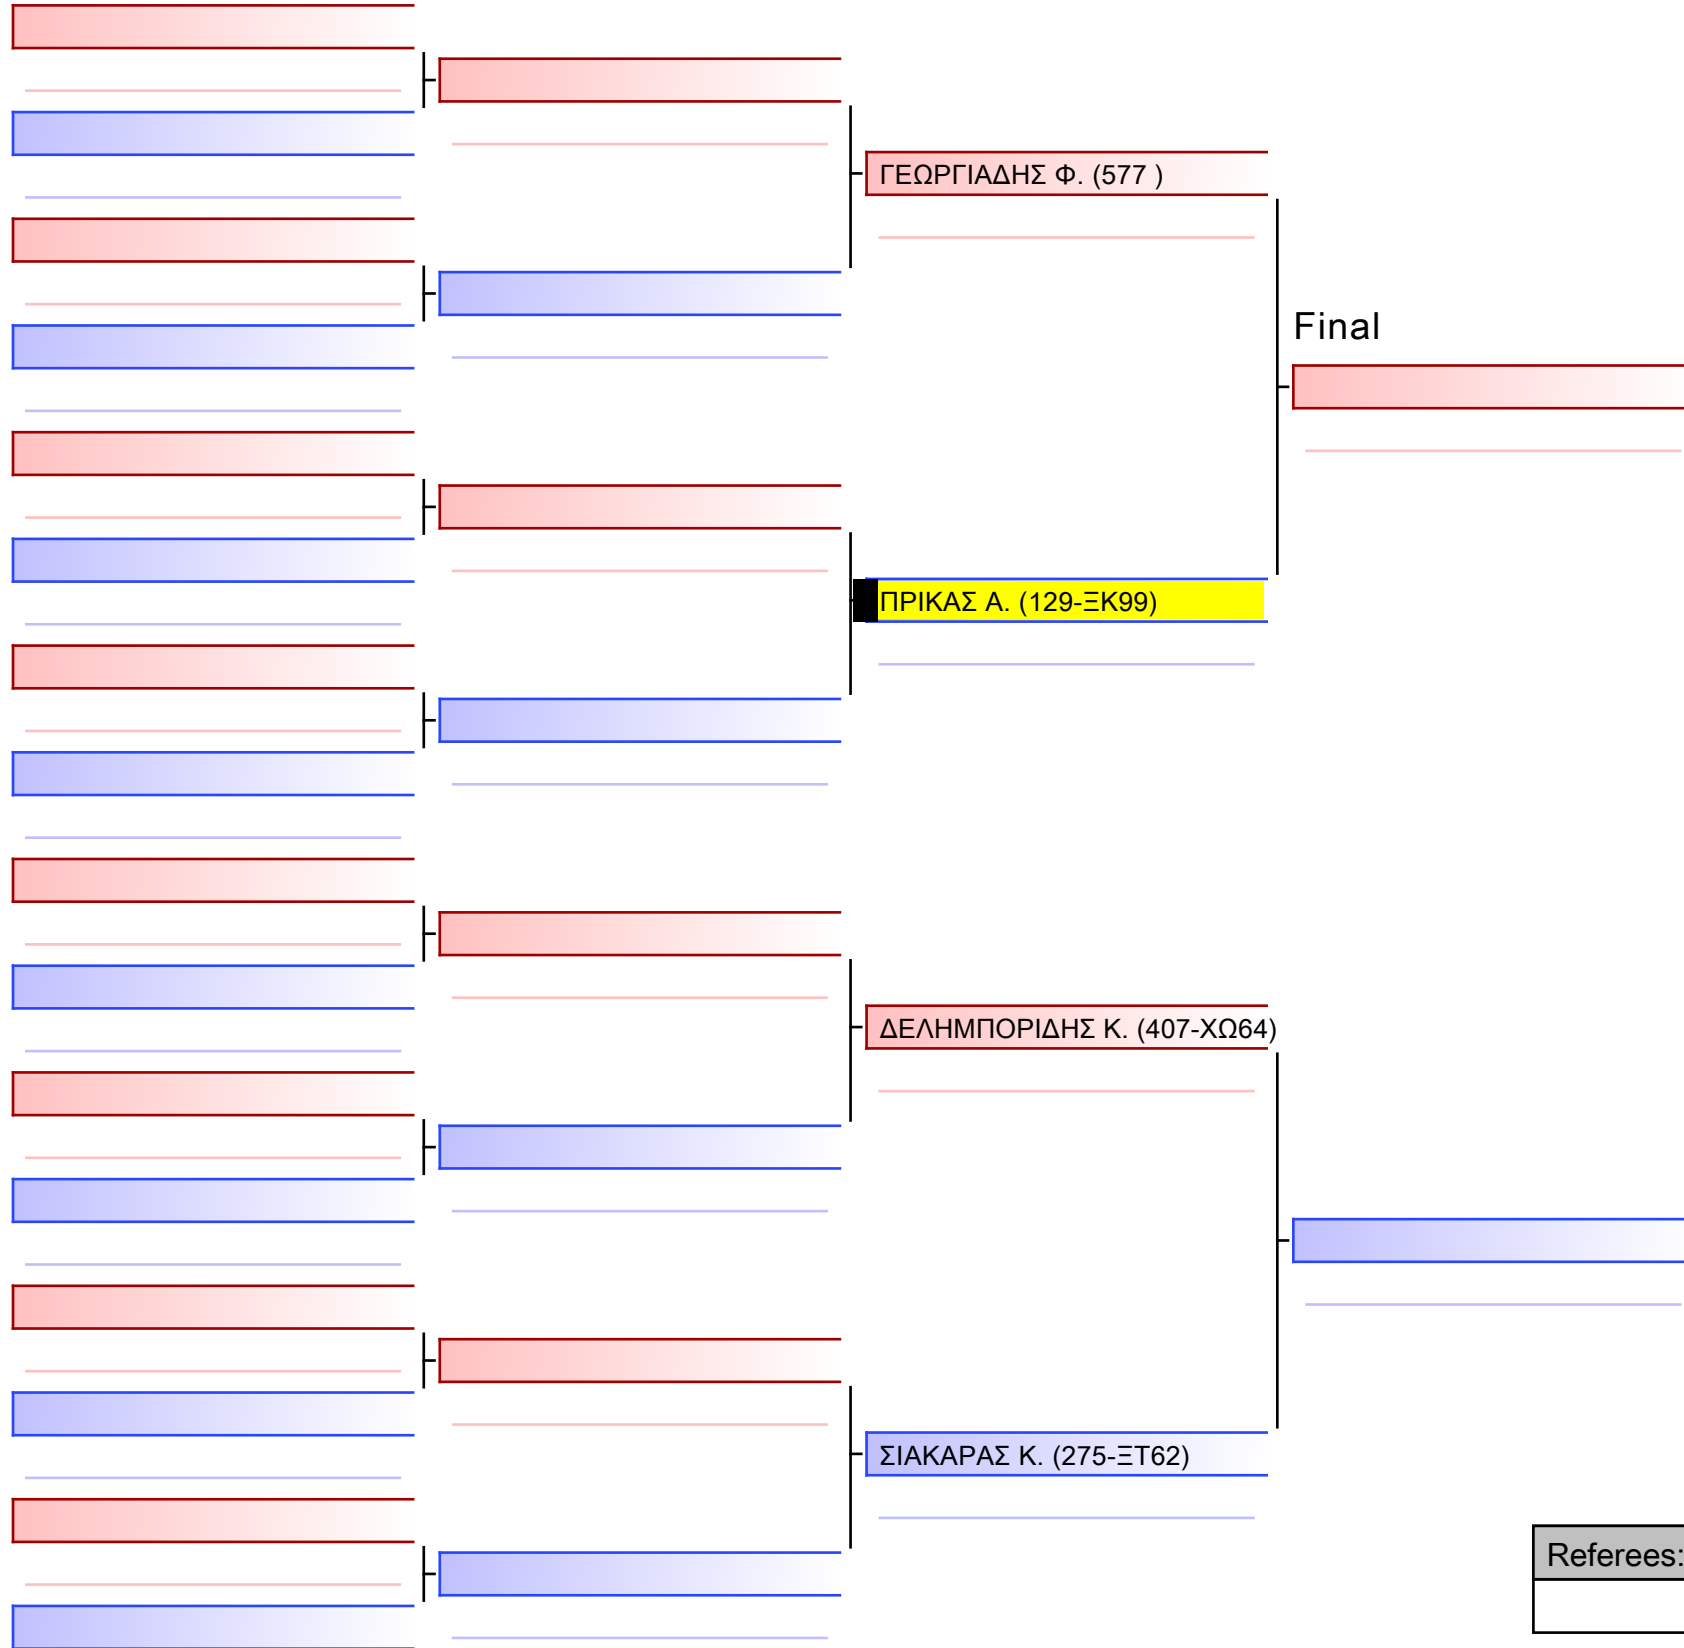 ΓΕΩΡΓΙΑΔΗΣ Φ. (577 )
Final
ΠΡΙΚΑΣ Α. (129-ΞΚ99)
ΔΕΛΗΜΠΟΡΙΔΗΣ Κ. (407-ΧΩ64)
ΣΙΑΚΑΡΑΣ Κ. (275-ΞΤ62)
Referees: